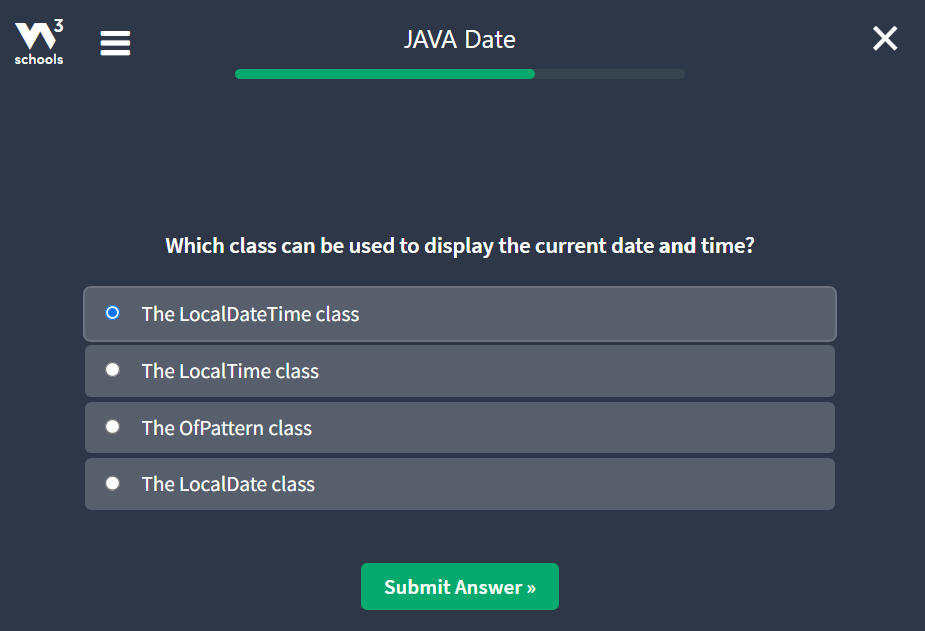 3
schools
JAVA Date
Which class can be used to display the current date and time?
The LocalDateTime class
The LocalTime class
The OfPattern class
The LocalDate class
Submit Answer »